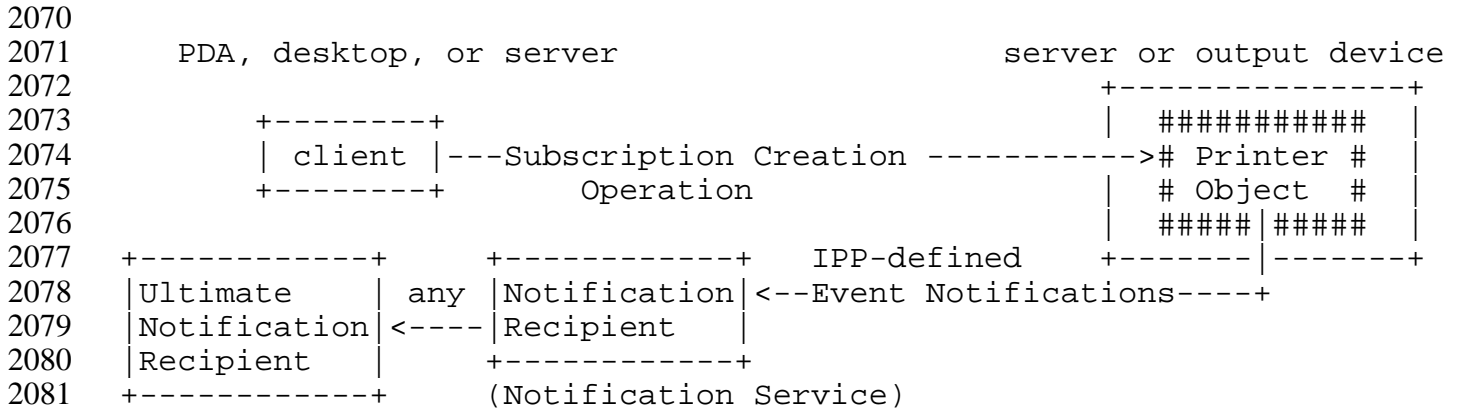 2070
2071 PDA, desktop, or server server or output device
2072 +---------------+
2073 +--------+ | ########### |
2074 | client |---Subscription Creation -----------># Printer # |
2075 +--------+ Operation | # Object # |
2076 | #####|##### |
2077 +------------+ +------------+ IPP-defined +-------|-------+
2078 |Ultimate | any |Notification|<--Event Notifications----+
2079 |Notification|<----|Recipient |
2080 |Recipient | +------------+
2081 +------------+ (Notification Service)